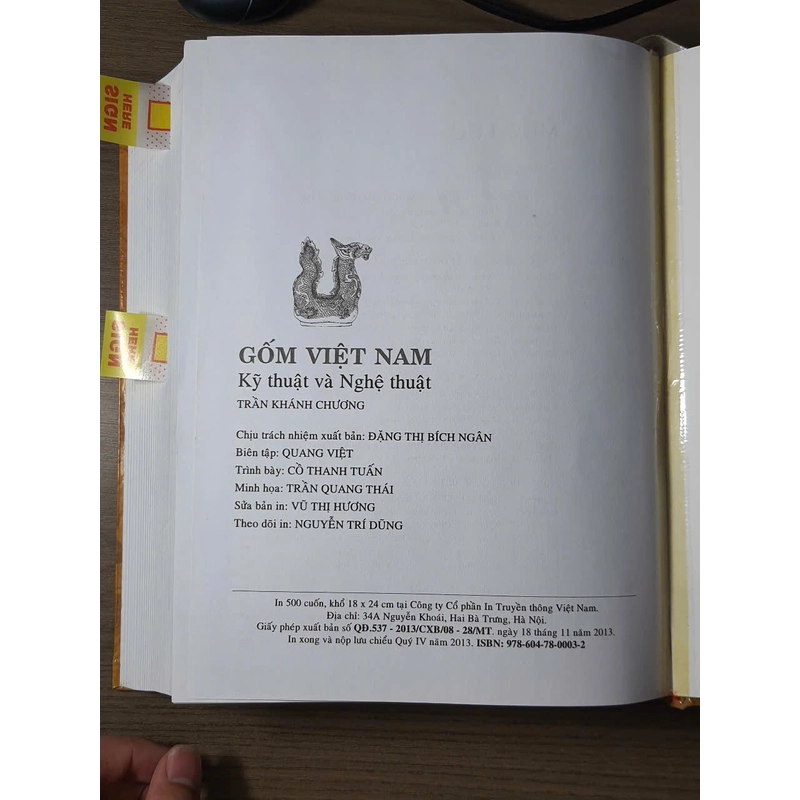 SIGN
HERE
SIGN
HERE
GỐM VIỆT NAM
Kỹ thuật và Nghệ thuật
TRẦN KHÁNH CHƯƠNG
Chịu trách nhiệm xuất bản: ĐẶNG THỊ BÍCH NGÂN
Biên tập: QUANG VIỆT
Trình bày: CỒ THANH TUẤN
Minh họa: TRẦN QUANG THÁI
Sửa bản in: VŨ THỊ HƯƠNG
Theo dõi in: NGUYỄN TRÍ DŨNG
In 500 cuốn, khổ 18 x 24 cm tại Công ty Cổ phần In Truyền thông Việt Nam.
Địa chỉ: 34A Nguyễn Khoái, Hai Bà Trưng, Hà Nội.
Giấy phép xuất bản số QĐ.537 - 2013/CXB/08 - 28/MT. ngày 18 tháng 11 năm 2013.
In xong và nộp lưu chiểu Quý IV năm 2013. ISBN: 978-604-78-0003-2